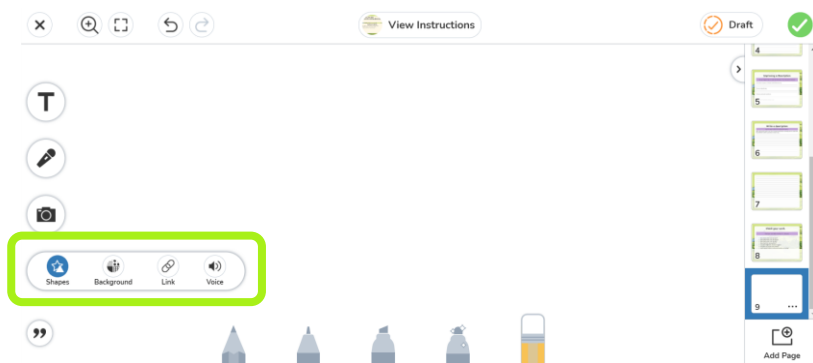 View Instructions
Draft
T
4
5
6
7
8
Shapes
Background
Link
Voice
9
Add Page